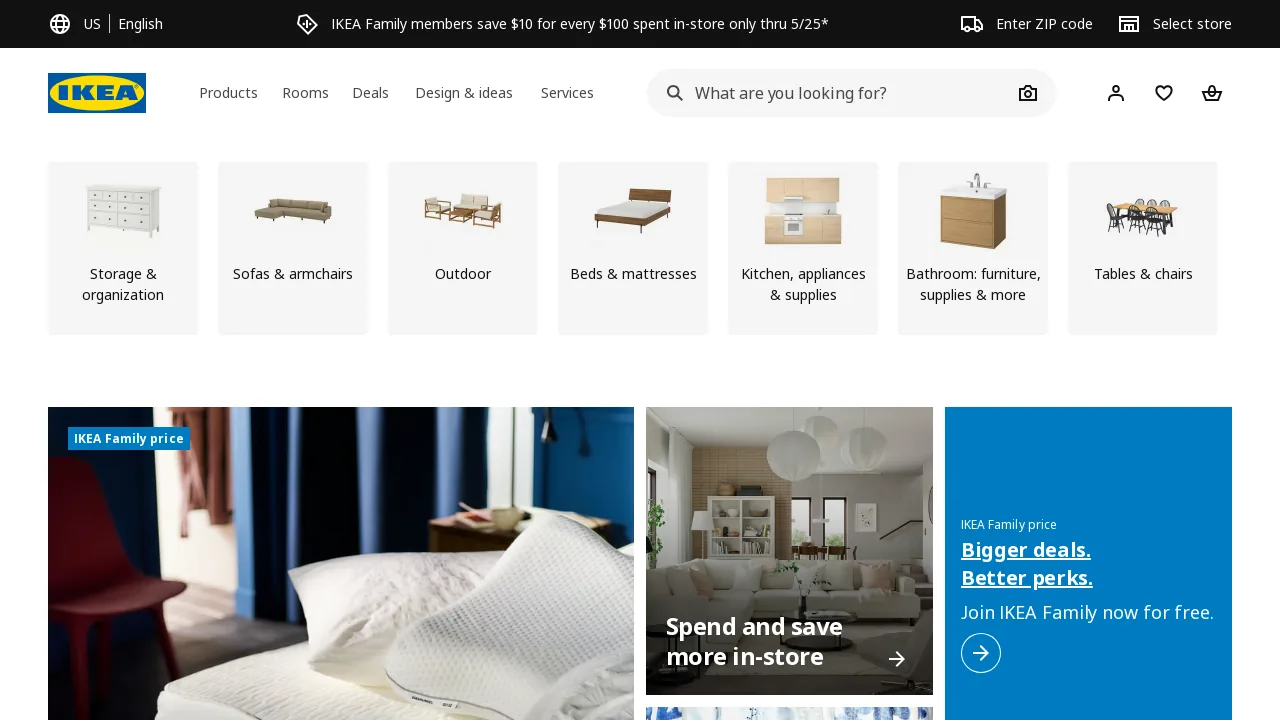 US
English
IKEA Family members save $10 for every $100 spent in-store only thru 5/25*
Enter ZIP code
Select store
IKEA
Products
Rooms
Deals
Design & ideas
Services
What are you looking for?
Storage &
organization
Sofas & armchairs
Outdoor
Beds & mattresses
Kitchen, appliances
& supplies
Bathroom: furniture,
supplies & more
Tables & chairs
IKEA Family price
Spend and save
more in-store
IKEA Family price
Bigger deals.
Better perks.
Join IKEA Family now for free.